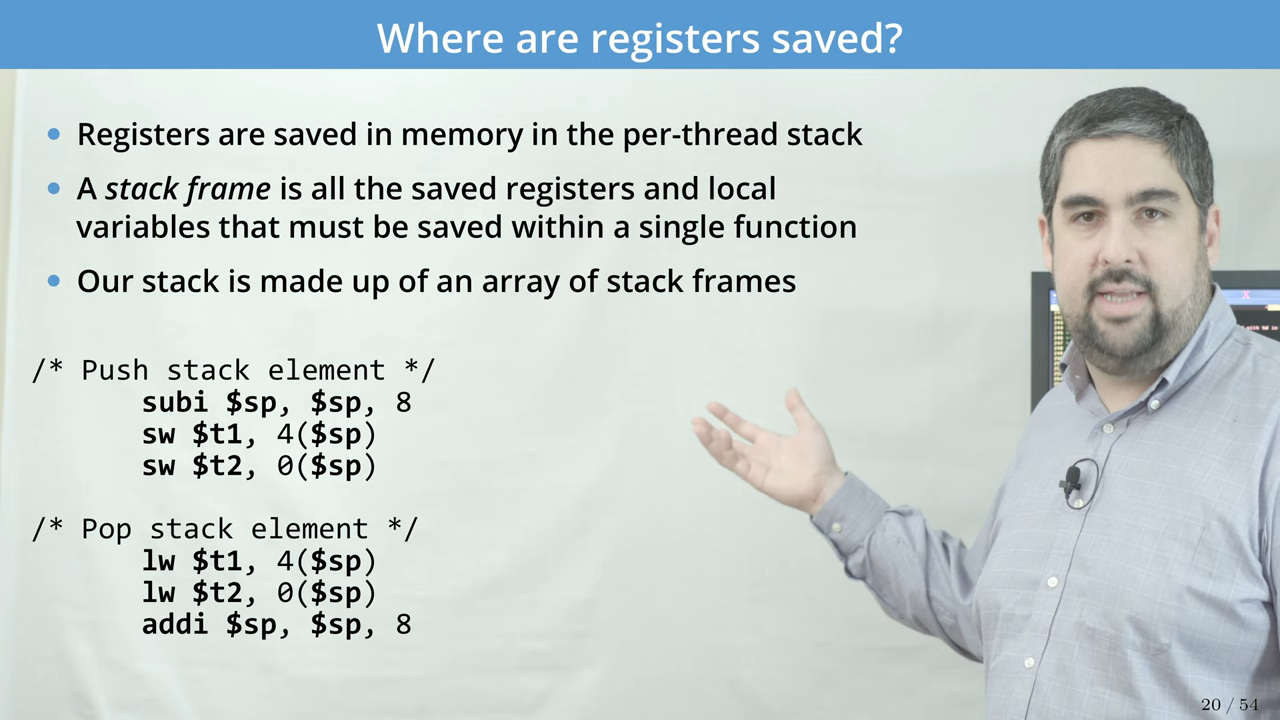 Where are registers saved?
• Registers are saved in memory in the per-thread stack
• A stack frame is all the saved registers and local
variables that must be saved within a single function
• Our stack is made up of an array of stack frames
/* Push stack element */
subi $sp, $sp, 8
sw $t1, 4($sp)
sw $t2, 0($sp)
/* Pop stack element */
lw $t1, 4($sp)
lw $t2, 0($sp)
addi $sp, $sp, 8
20 / 54